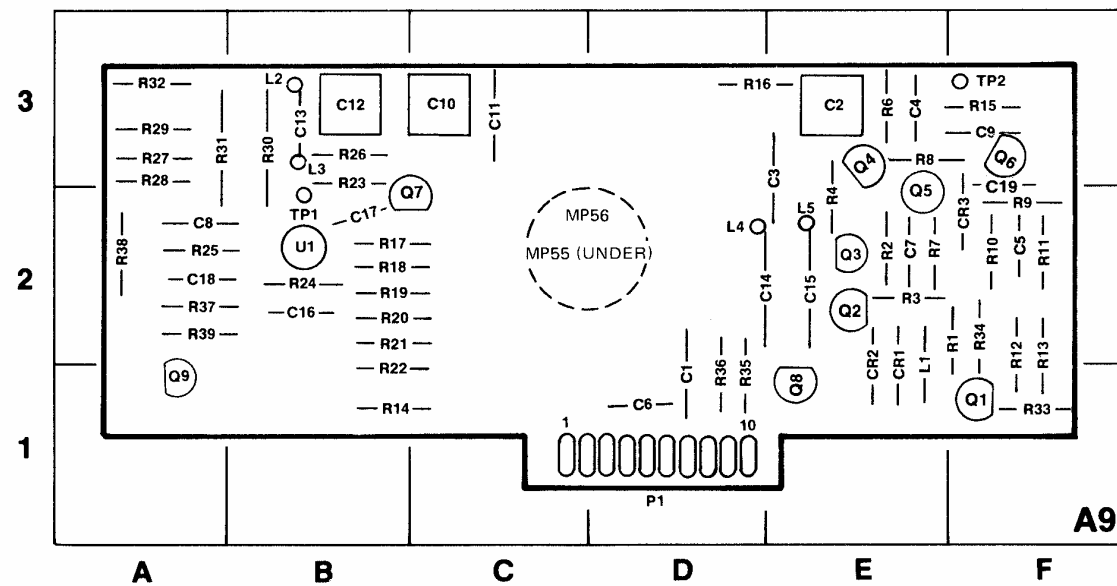 3
2
1
R32
R29
R27
R28
R31
R30
L2
C13
L3
C12
R26
R23
TP1
C17
Q7
C10
C11
R16
C3
C2
R6
C4
TP2
R15
C9
Q4
R8
Q6
Q5
R4
C19
R9
CR3
R38
C8
R25
C18
R37
R39
U1
R24
C16
R17
R18
R19
R20
R21
R22
R14
MP56
MP55 (UNDER)
L4
L5
C14
C15
Q3
R2
C7
R7
Q2
R3
R10
C5
R11
R1
R34
R12
R13
Q9
C1
R36
R35
C6
Q8
CR2
CR1
L1
Q1
R33
1
10
P1
A9
A
B
C
D
E
F